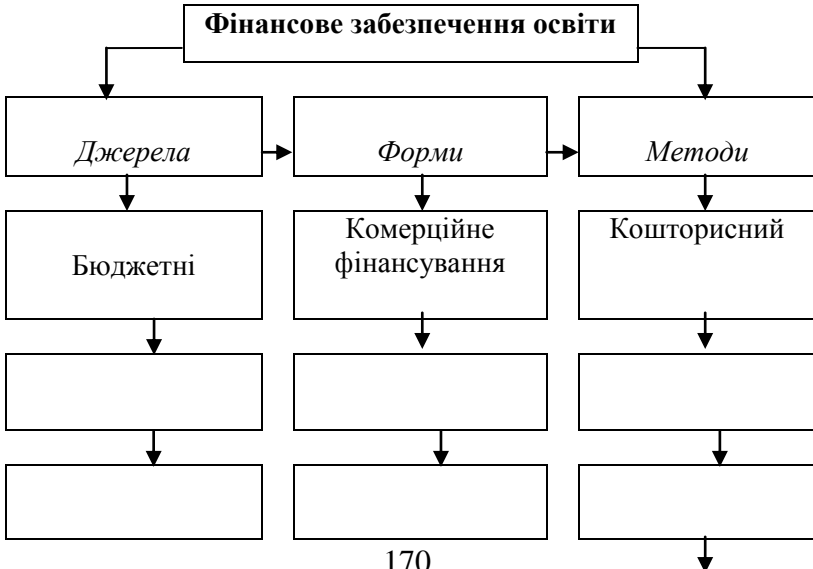 Фінансове забезпечення освіти
Джерела
Форми
Методи
Бюджетні
Комерційне
фінансування
Кошторисний
170